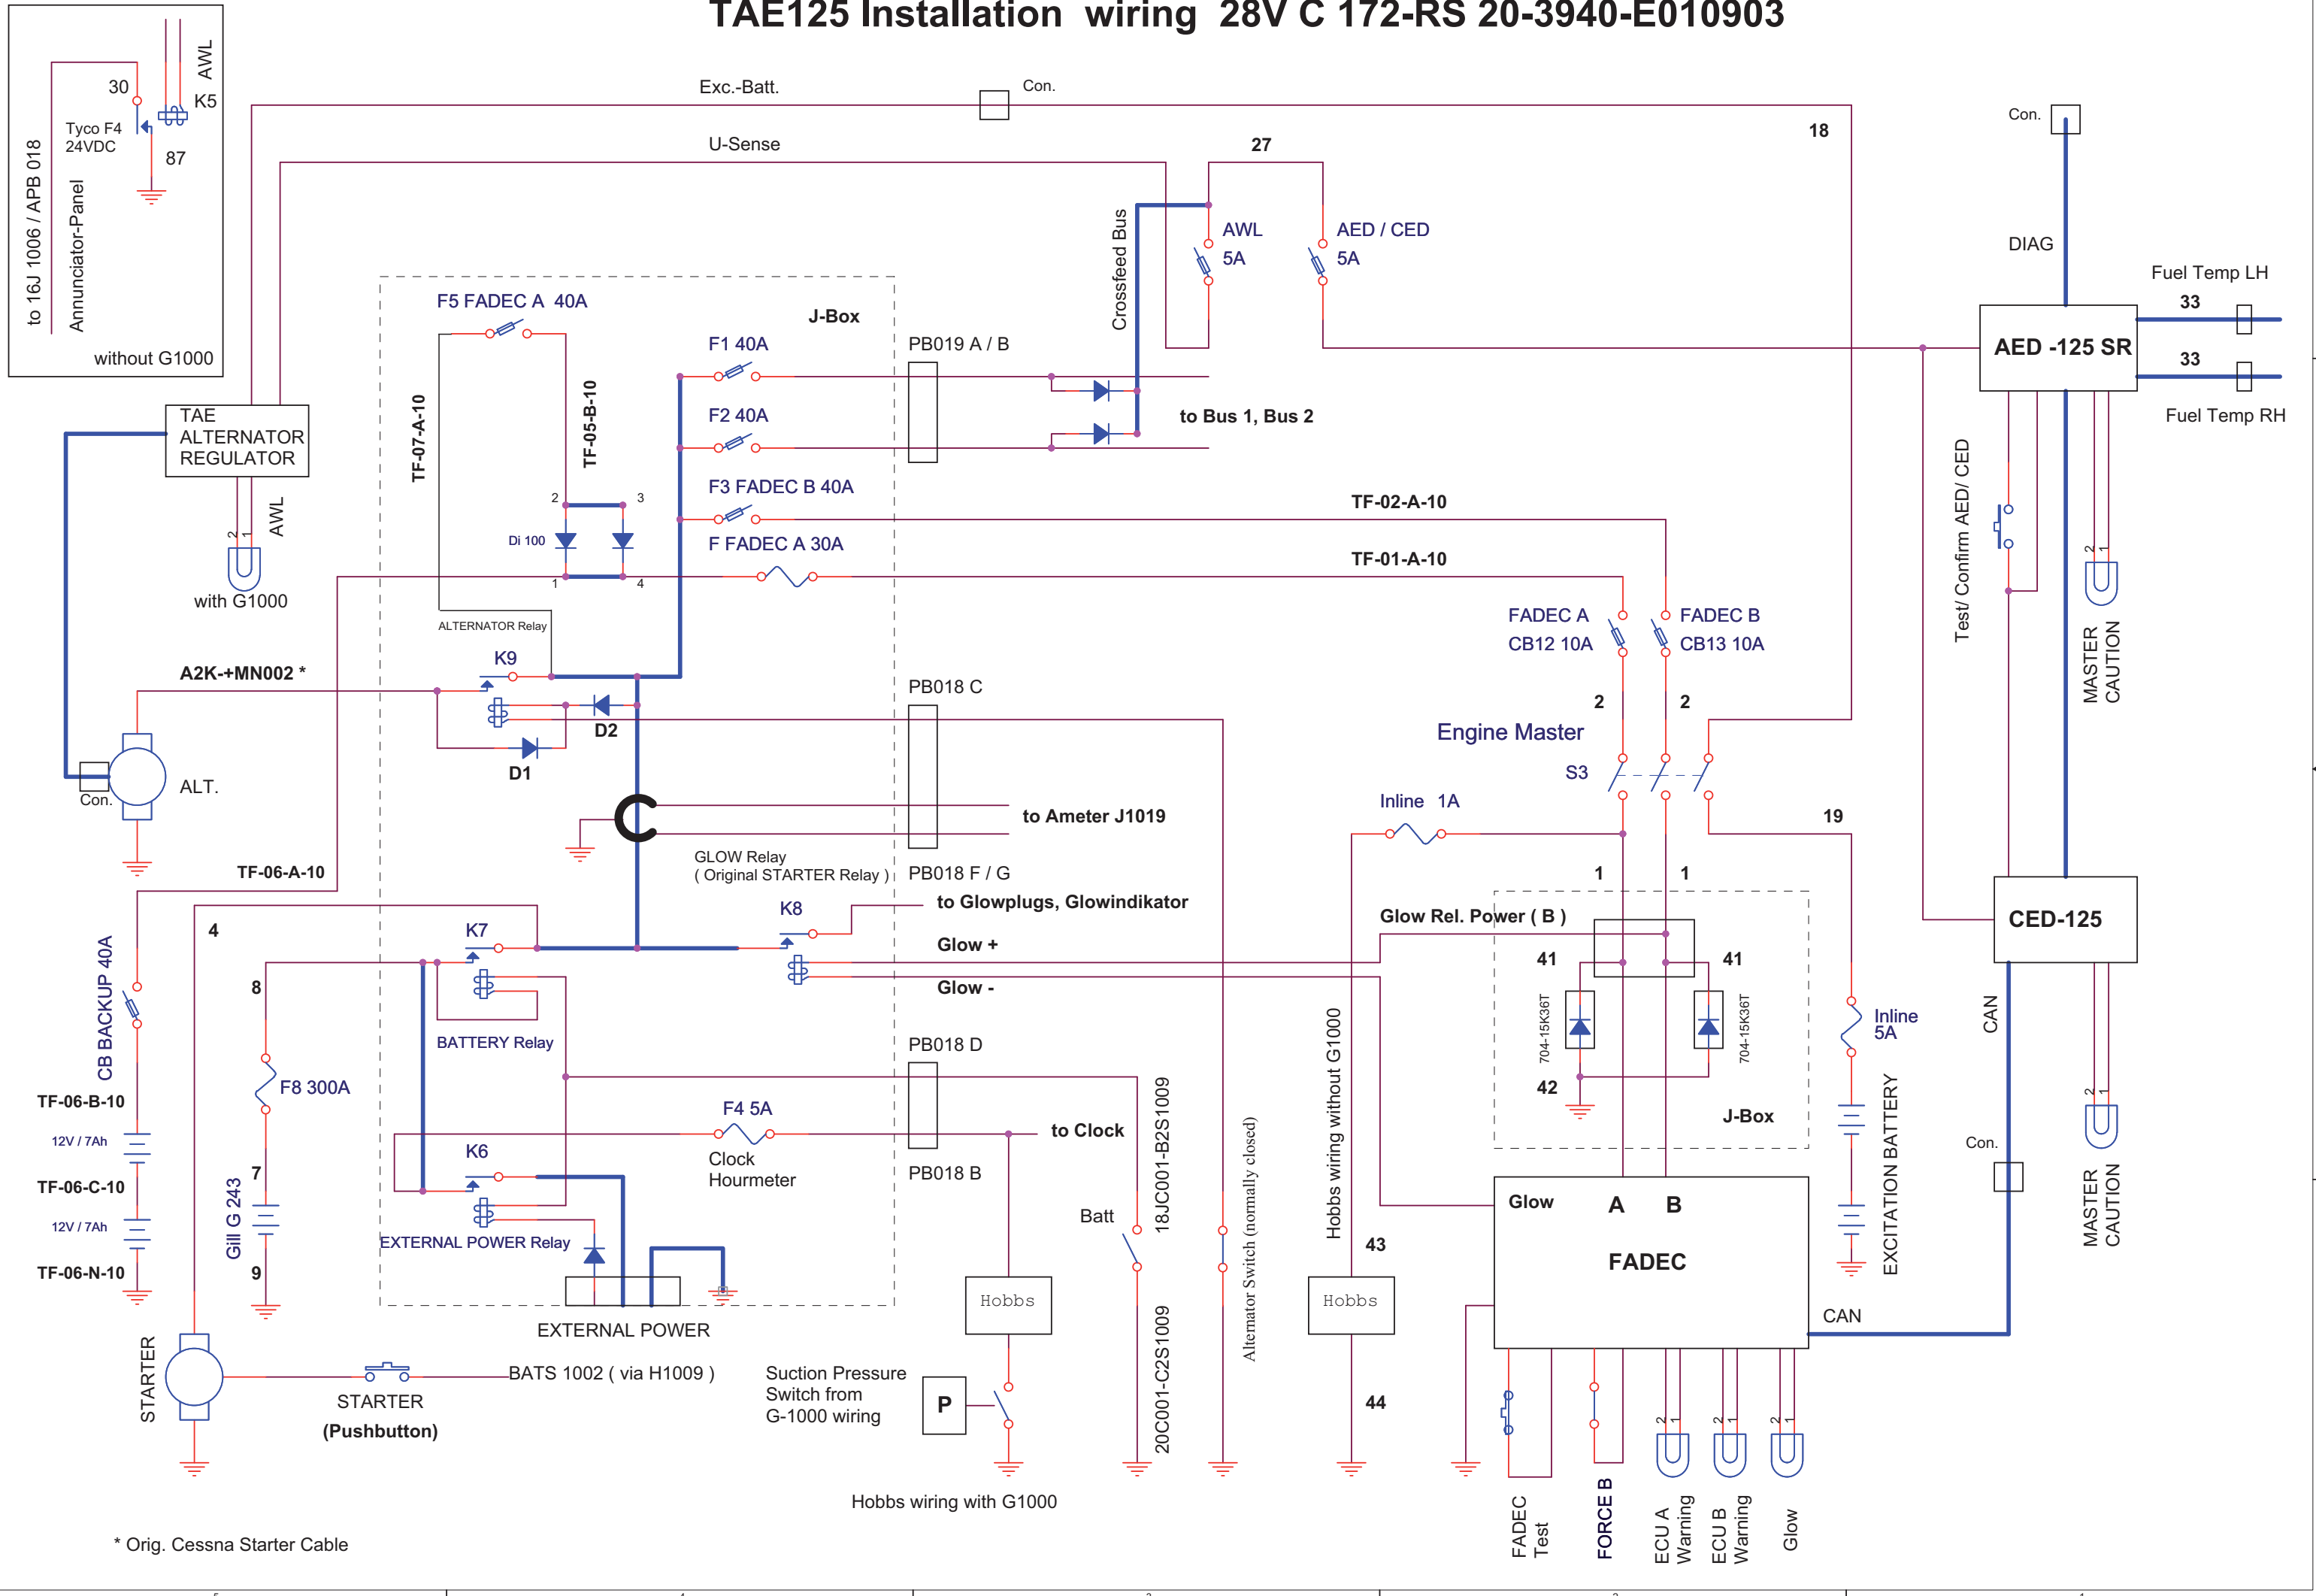 TAE125 Installation wiring 28V C 172-RS 20-3940-E010903
to 16J 1006 / APB 018
Annunciator-Panel
30
Tyco F4
24VDC
87
AWL
K5
without G1000
Exc.-Batt.
Con.
U-Sense
27
18
Con.
DIAG
Crossfeed Bus
AWL
5A
AED / CED
5A
Fuel Temp LH
33
AED -125 SR
33
Fuel Temp RH
F5 FADEC A 40A
J-Box
F1 40A
PB019 A / B
TAE
ALTERNATOR
REGULATOR
TF-07-A-10
TF-05-B-10
F2 40A
to Bus 1, Bus 2
AWL
2
1
with G1000
2
3
Di 100
1
4
F3 FADEC B 40A
TF-02-A-10
F FADEC A 30A
TF-01-A-10
Test/ Confirm AED/ CED
2
1
MASTER
CAUTION
FADEC A
CB12 10A
FADEC B
CB13 10A
ALTERNATOR Relay
K9
A2K-+MN002 *
PB018 C
2
2
D2
D1
Engine Master
S3
Con.
ALT.
to Ameter J1019
Inline 1A
19
GLOW Relay
( Original STARTER Relay )
PB018 F / G
TF-06-A-10
1
1
4
K7
K8
to Glowplugs, Glowindikator
Glow Rel. Power ( B )
CED-125
CB BACKUP 40A
8
Glow +
Glow -
41
41
704-15K36T
704-15K36T
CAN
Inline
5A
BATTERY Relay
PB018 D
F8 300A
42
J-Box
2
1
MASTER
CAUTION
TF-06-B-10
12V / 7Ah
TF-06-C-10
12V / 7Ah
TF-06-N-10
Gill G 243
7
9
F4 5A
Clock
Hourmeter
to Clock
PB018 B
K6
EXTERNAL POWER Relay
Batt
18JC001-B2S1009
20C001-C2S1009
Alternator Switch (normally closed)
Hobbs wiring without G1000
43
44
Glow
A
B
FADEC
EXCITATION BATTERY
Con.
CAN
Hobbs
Hobbs
EXTERNAL POWER
STARTER
BATS 1002 ( via H1009 )
STARTER
(Pushbutton)
Suction Pressure
Switch from
G-1000 wiring
P
Hobbs wiring with G1000
2
1
2
1
2
1
FADEC
Test
FORCE B
ECU A
Warning
ECU B
Warning
Glow
* Orig. Cessna Starter Cable